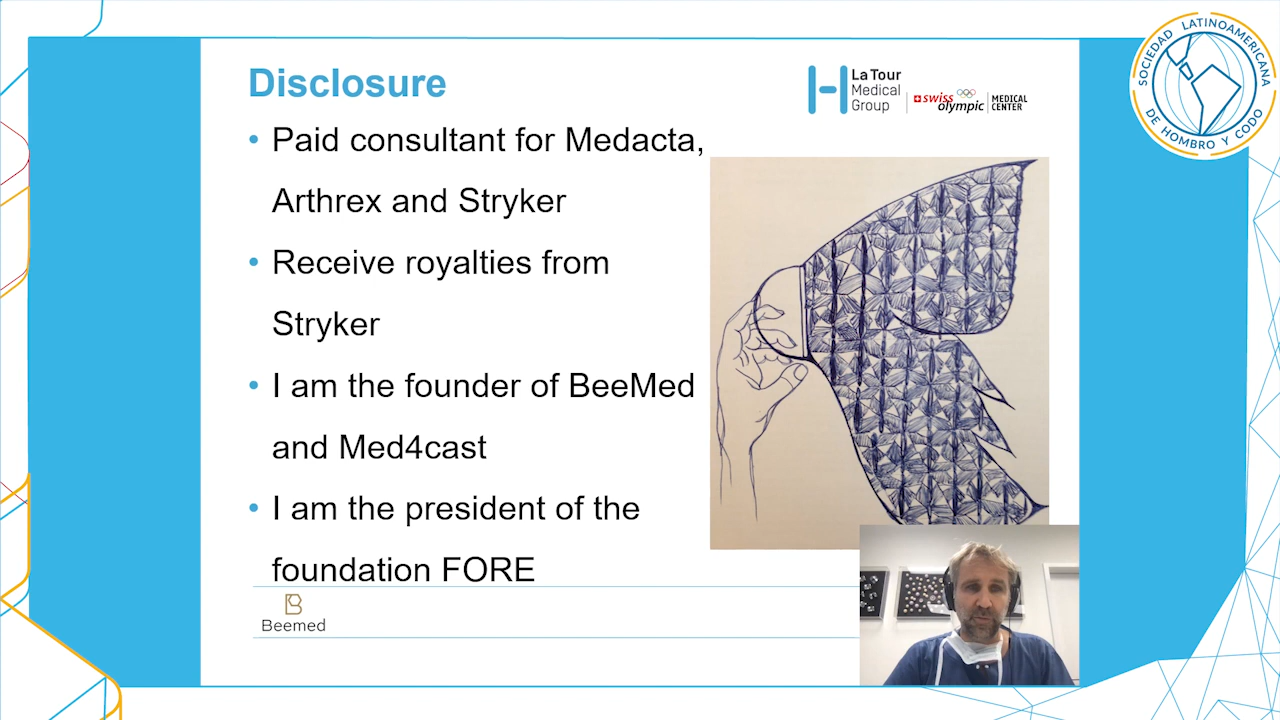 Disclosure
La Tour
Medical
Group
swiss
olympic
MEDICAL
CENTER
• Paid consultant for Medacta,
Arthrex and Stryker
• Receive royalties from
Stryker
• I am the founder of BeeMed
and Med4cast
• I am the president of the
foundation FORE
Beemed
SOCIEDAD LATINOAMERICANA
DE HOMBRO Y CODO